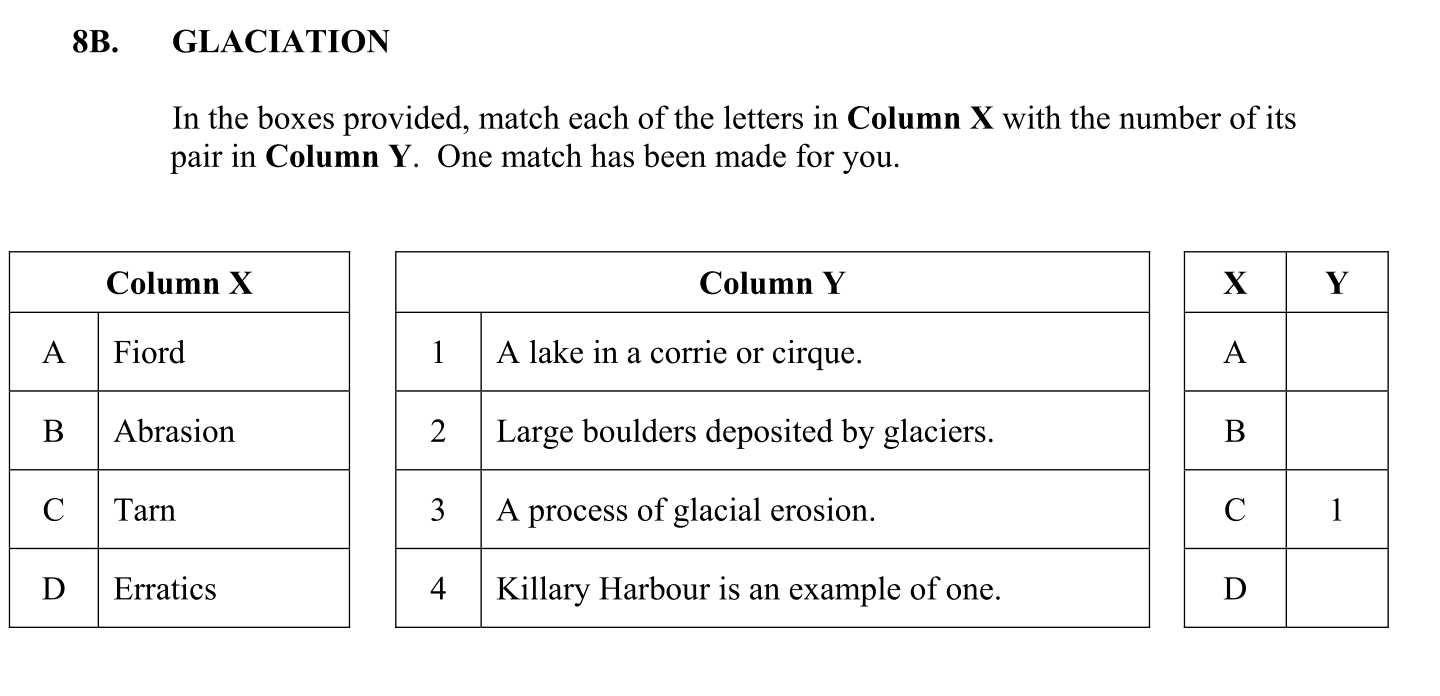 8B. GLACIATION
In the boxes provided, match each of the letters in Column X with the number of its
pair in Column Y. One match has been made for you.
Column X Column Y X Y
A Fiord 1 A lake in a corrie or cirque. A
B Abrasion 2 Large boulders deposited by glaciers. B
C Tarn 3 A process of glacial erosion. C 1
D Erratics 4 Killary Harbour is an example of one. D